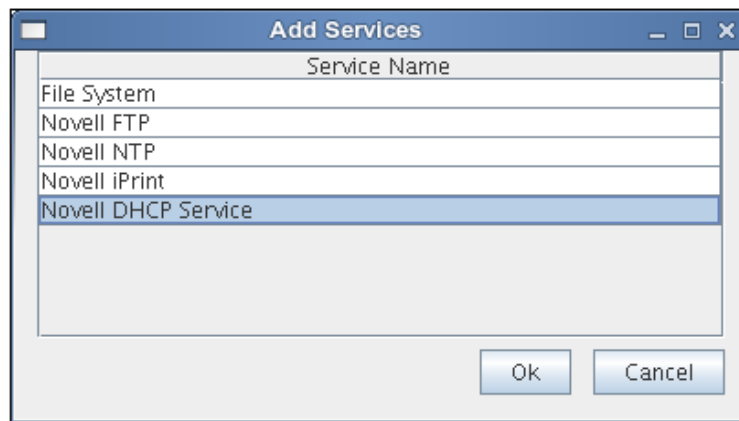 Add Services
Service Name
File System
Novell FTP
Novell NTP
Novell iPrint
Novell DHCP Service
Ok
Cancel